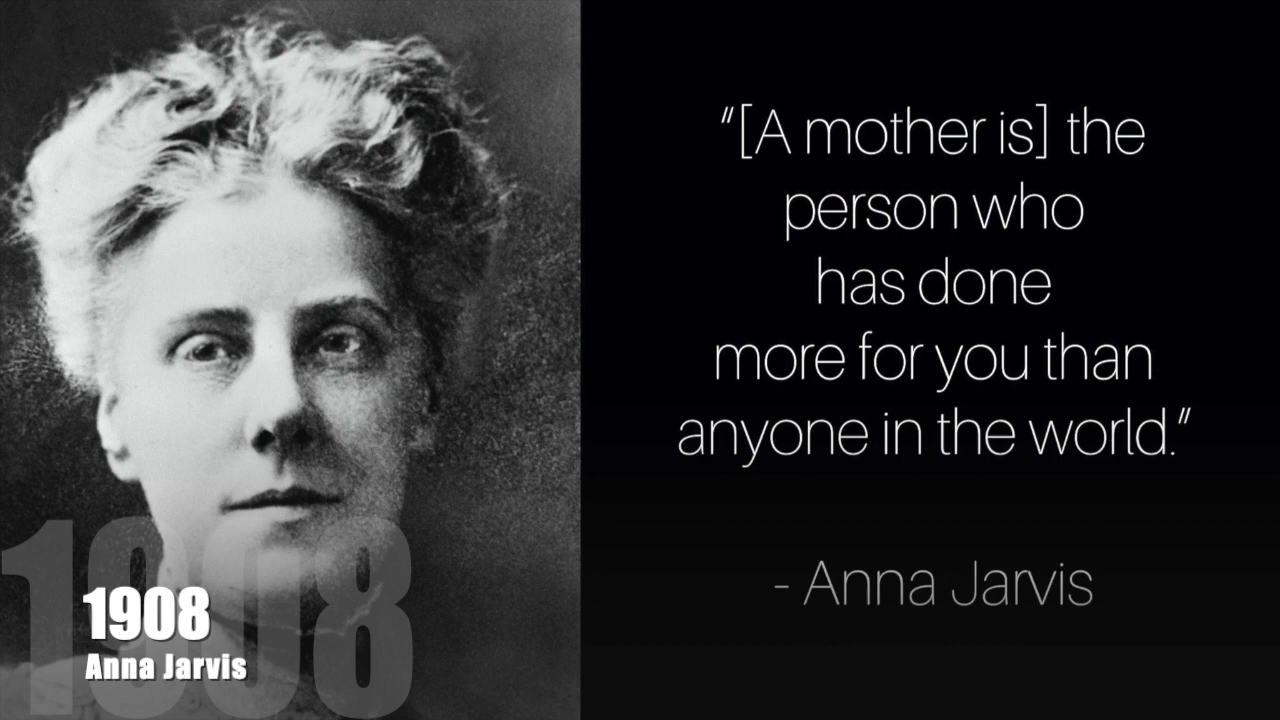 "[A mother is] the
person who
has done
more for you than
anyone in the world."
- Anna Jarvis
1908
1908
Anna Jarvis